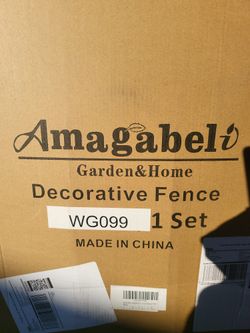 Amagabeli
Garden&Home
Decorative Fence
WG099 1 Set
MADE IN CHINA